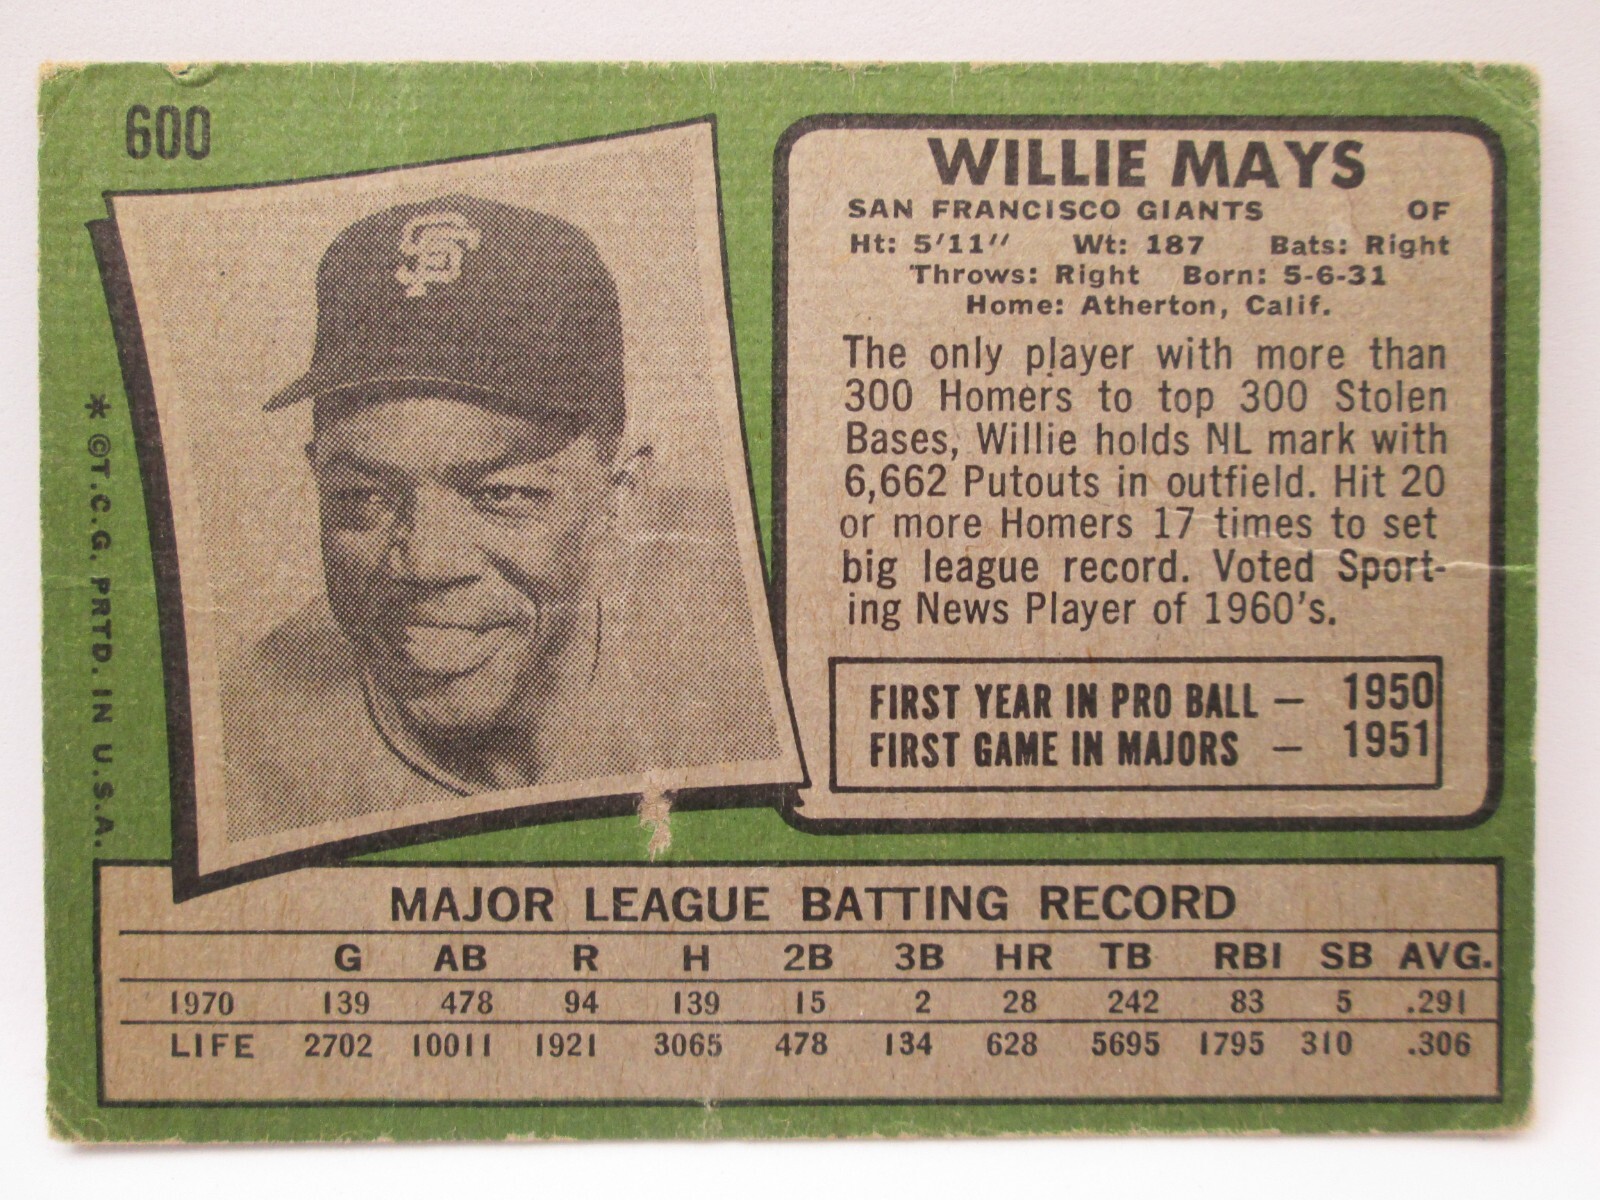 600
WILLIE MAYS
SAN FRANCISCO GIANTS OF
Ht: 5'11" Wt: 187 Bats: Right
Throws: Right Born: 5-6-31
Home: Atherton, Calif.
The only player with more than
300 Homers to top 300 Stolen
Bases, Willie holds NL mark with
6,662 Putouts in outfield. Hit 20
or more Homers 17 times to set
big league record. Voted Sport-
ing News Player of 1960's.
FIRST YEAR IN PRO BALL — 1950
FIRST GAME IN MAJORS — 1951
SF
* ©T.C.G. PRTD. IN U.S.A.
MAJOR LEAGUE BATTING RECORD
G AB R H 2B 3B HR TB RBI SB AVG.
1970 139 478 94 139 15 2 28 242 83 5 .291
LIFE 2702 10011 1921 3065 478 134 628 5695 1795 310 .306